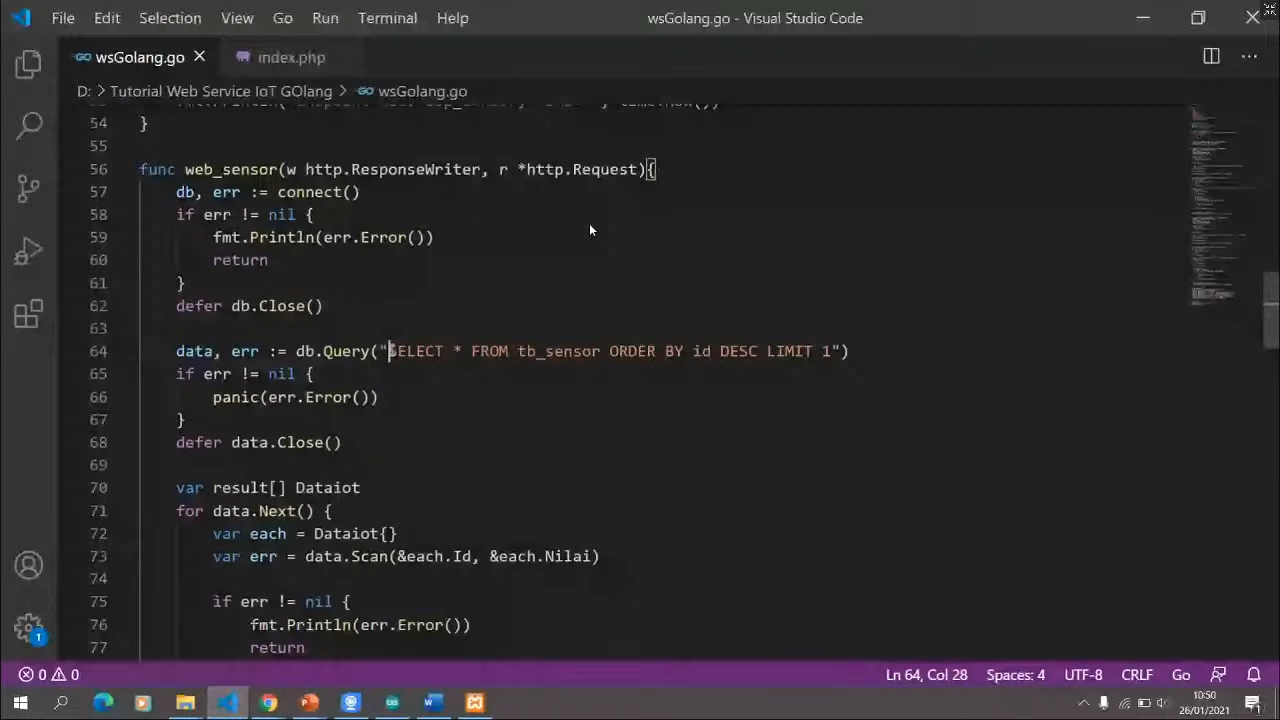 File Edit Selection View Go Run Terminal Help wsGolang.go - Visual Studio Code
wsGolang.go index.php
D: > Tutorial Web Service IoT GOlang > wsGolang.go
54 }
55
56 func web_sensor(w http.ResponseWriter, r *http.Request){
57 db, err := connect()
58 if err != nil {
59 fmt.Println(err.Error())
60 return
61 }
62 defer db.Close()
63
64 data, err := db.Query("SELECT * FROM tb_sensor ORDER BY id DESC LIMIT 1")
65 if err != nil {
66 panic(err.Error())
67 }
68 defer data.Close()
69
70 var result[] Dataiot
71 for data.Next() {
72 var each = Dataiot{}
73 var err = data.Scan(&each.Id, &each.Nilai)
74
75 if err != nil {
76 fmt.Println(err.Error())
77 return
0 0 Ln 64, Col 28 Spaces: 4 UTF-8 CRLF Go
10:50
26/01/2021